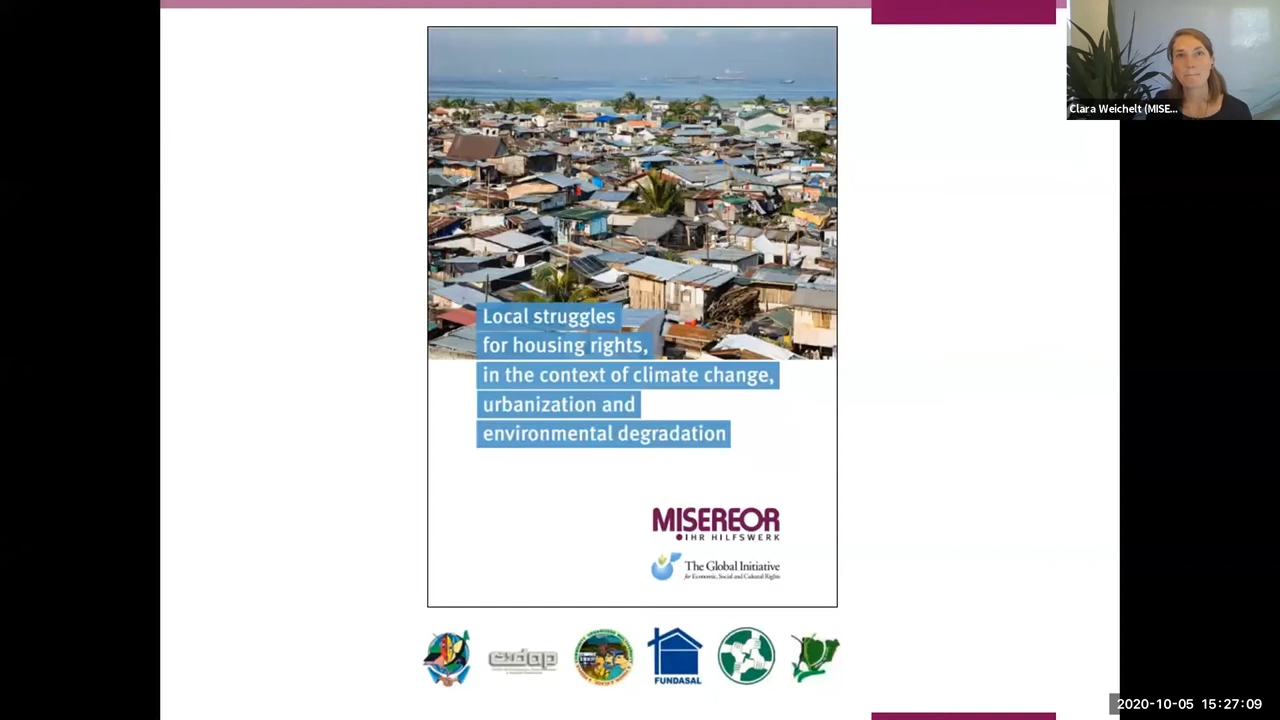 Clara Weichelt (MISE...
Local struggles
for housing rights,
in the context of climate change,
urbanization and
environmental degradation
MISEREOR
IHR HILFSWERK
The Global Initiative
for Economic, Social and Cultural Rights
FUNDASAL
2020-10-05 15:27:09